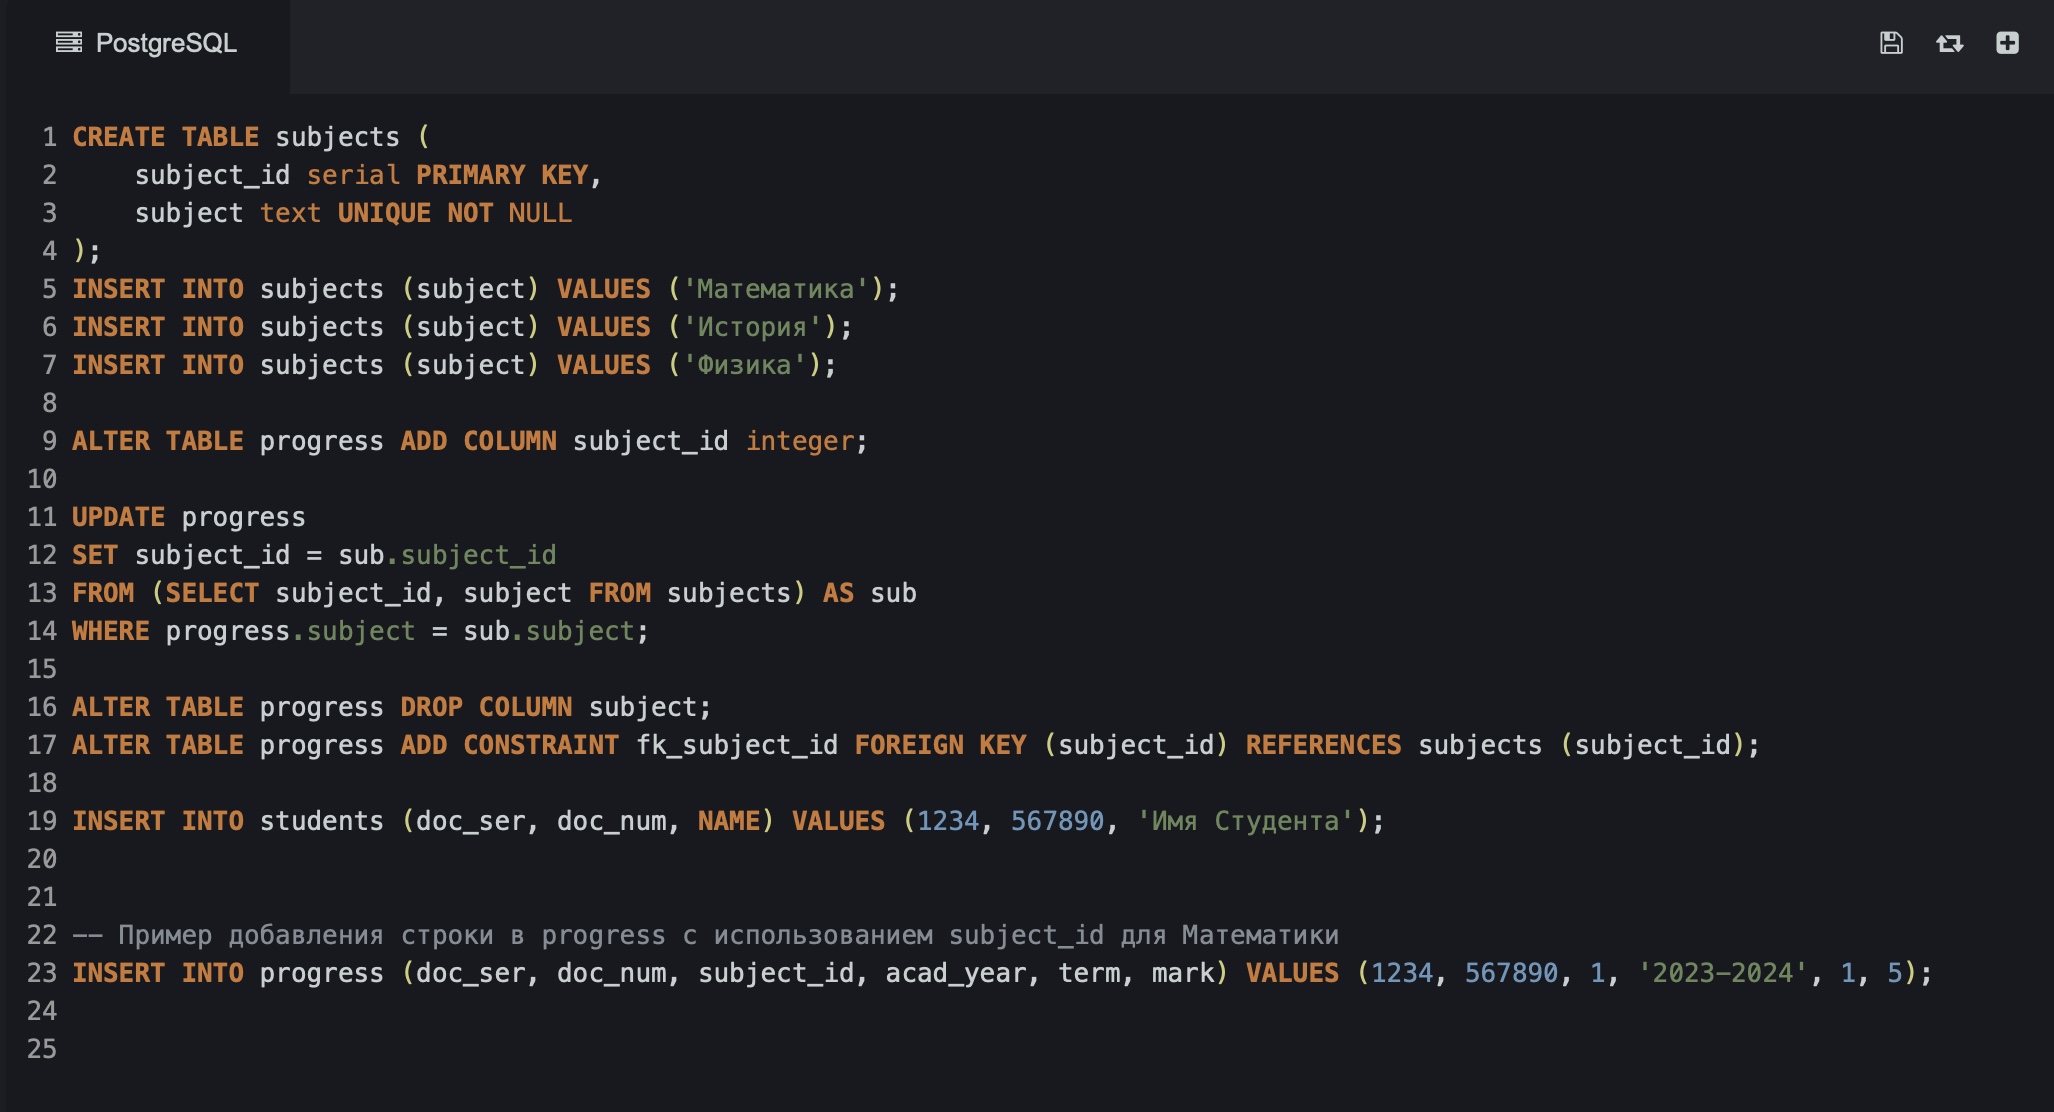 PostgreSQL
1 CREATE TABLE subjects (
2     subject_id serial PRIMARY KEY,
3     subject text UNIQUE NOT NULL
4 );
5 INSERT INTO subjects (subject) VALUES ('Математика');
6 INSERT INTO subjects (subject) VALUES ('История');
7 INSERT INTO subjects (subject) VALUES ('Физика');
8
9 ALTER TABLE progress ADD COLUMN subject_id integer;
10
11 UPDATE progress
12 SET subject_id = sub.subject_id
13 FROM (SELECT subject_id, subject FROM subjects) AS sub
14 WHERE progress.subject = sub.subject;
15
16 ALTER TABLE progress DROP COLUMN subject;
17 ALTER TABLE progress ADD CONSTRAINT fk_subject_id FOREIGN KEY (subject_id) REFERENCES subjects (subject_id);
18
19 INSERT INTO students (doc_ser, doc_num, NAME) VALUES (1234, 567890, 'Имя Студента');
20
21
22 -- Пример добавления строки в progress с использованием subject_id для Математики
23 INSERT INTO progress (doc_ser, doc_num, subject_id, acad_year, term, mark) VALUES (1234, 567890, 1, '2023-2024', 1, 5);
24
25